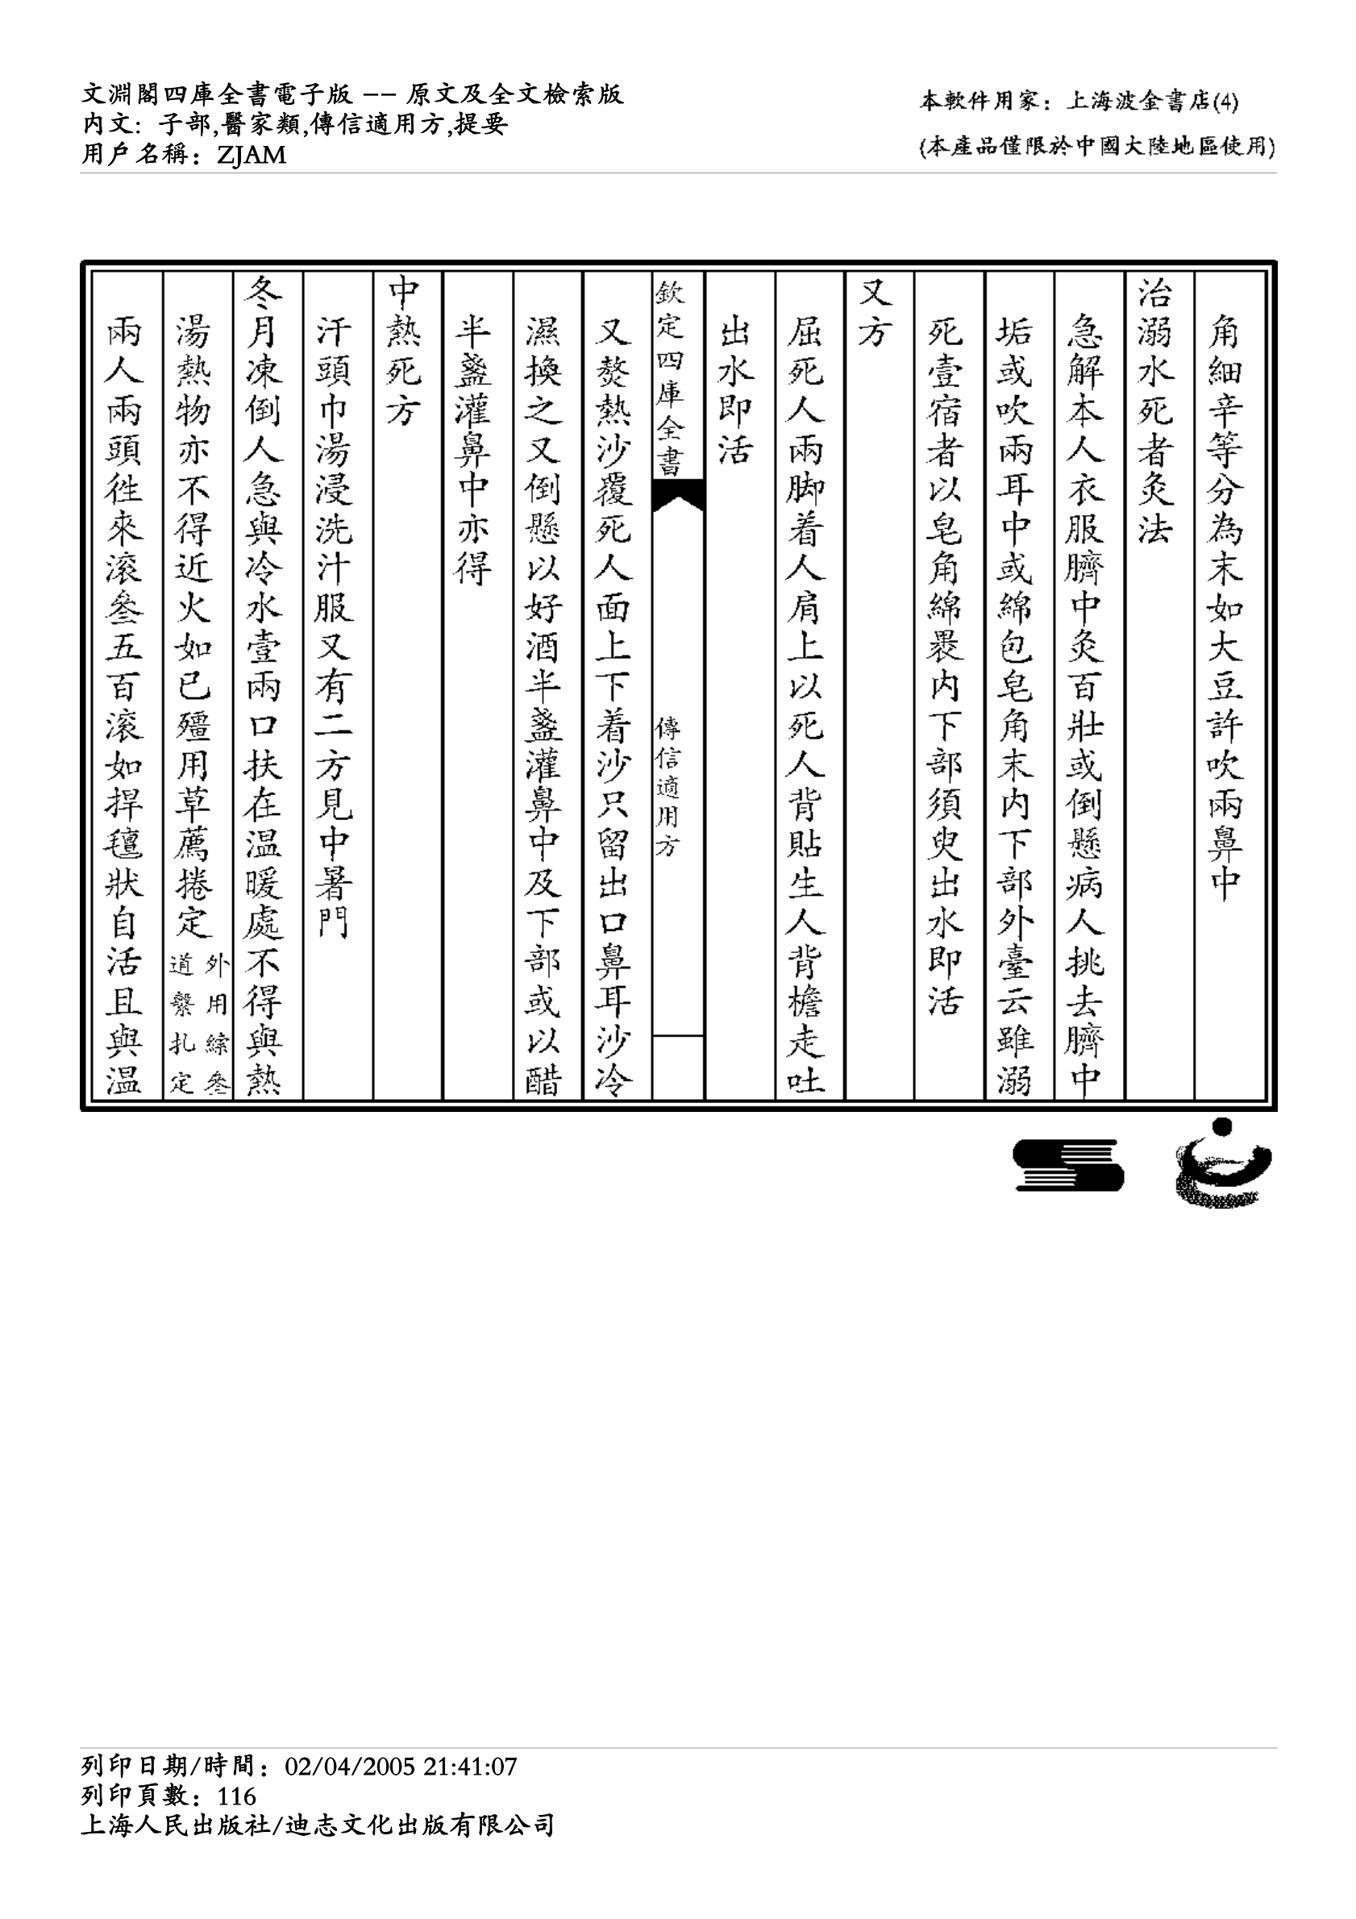 文淵閣四庫全書電子版 −− 原文及全文檢索版
內文: 子部,醫家類,傳信適用方,提要
用戶名稱：ZJAM
本軟件用家：上海波金書店(4)
(本產品僅限於中國大陸地區使用)
角細辛等分為末如大豆許吹兩鼻中
治溺水死者灸法
急解本人衣服臍中灸百壯或倒懸病人挑去臍中
垢或吹兩耳中或綿包皂角末内下部外臺云雖溺
死壹宿者以皂角綿褁内下部須臾出水即活
又方
屈死人兩脚着人肩上以死人背貼生人背檐走吐
出水即活
欽定四庫全書
傳信適用方
又熬熱沙覆死人面上下着沙只留出口鼻耳沙冷
濕換之又倒懸以好酒半盞灌鼻中及下部或以醋
半盞灌鼻中亦得
中熱死方
汗頭巾湯浸洗汁服又有二方見中暑門
冬月凍倒人急與冷水壹兩口扶在温暖處不得與熱
湯熱物亦不得近火如已殭用草薦捲定外用綜叁
道繫扎定
兩人兩頭徃來滚叁五百滚如捍氊狀自活且與温
列印日期/時間：02/04/2005 21:41:07
列印頁數：116
上海人民出版社/迪志文化出版有限公司